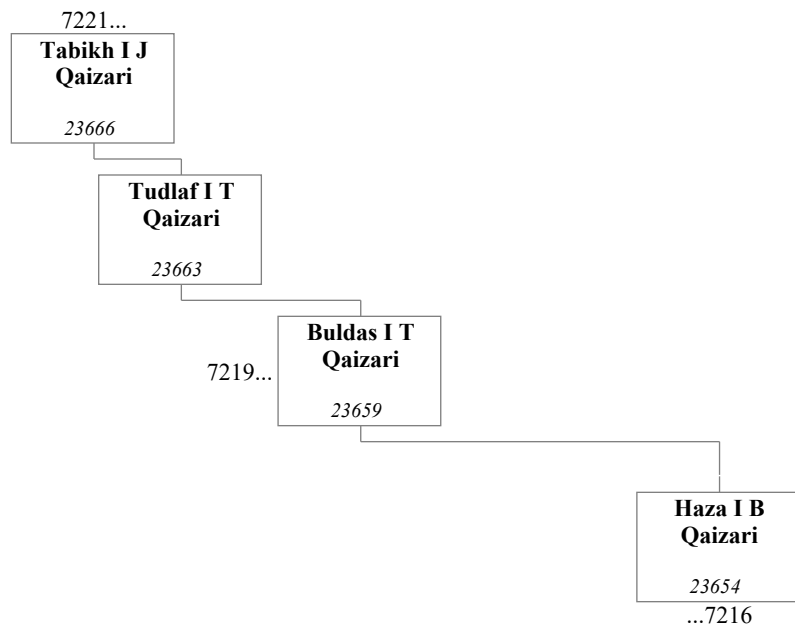 7221...
Tabikh I J
Qaizari
23666
Tudlaf I T
Qaizari
23663
Buldas I T
Qaizari
7219...
23659
Haza I B
Qaizari
23654
...7216